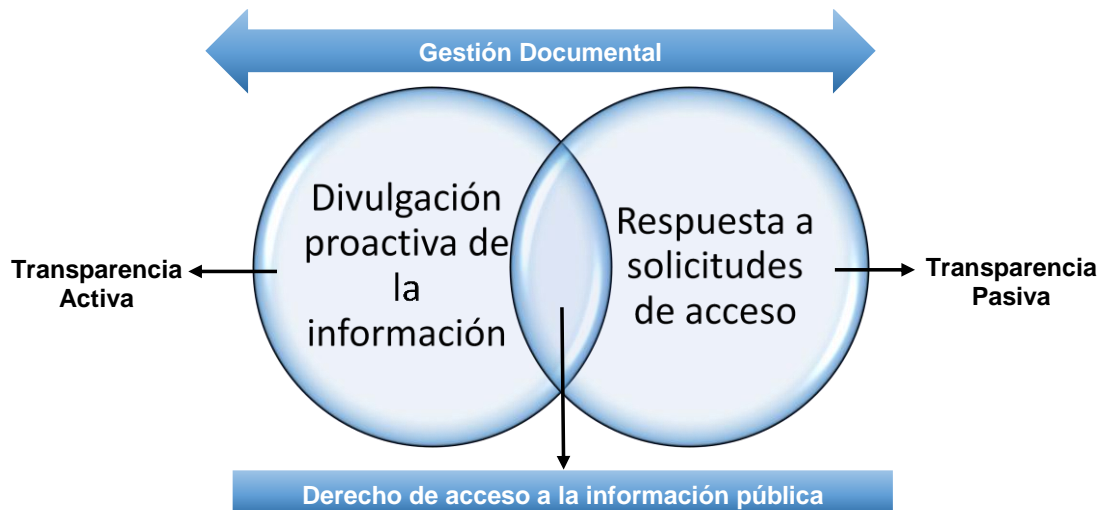 Gestión Documental
Divulgación
proactiva de
la
información
Respuesta a
solicitudes
de acceso
Transparencia
Activa
Transparencia
Pasiva
Derecho de acceso a la información pública